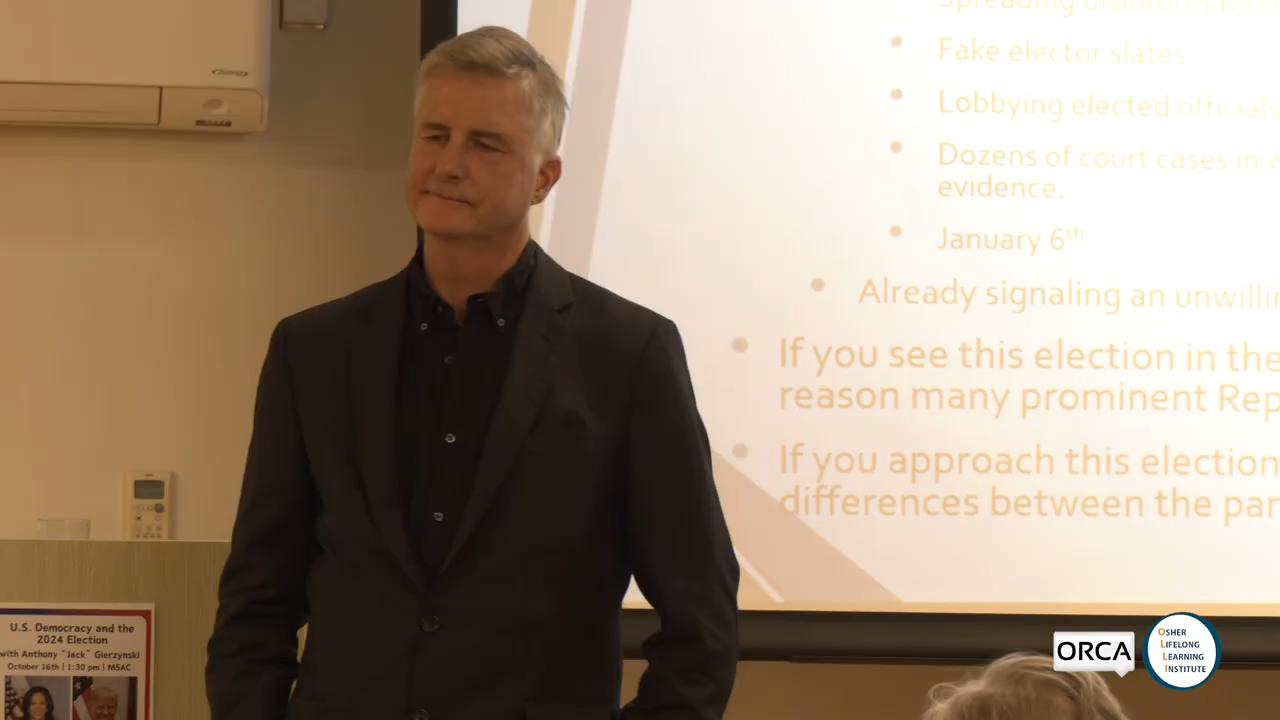 Spreading disinformation
Fake elector slates
Lobbying elected officials
Dozens of court cases in
evidence.
January 6th
Already signaling an unwillin
If you see this election in the
reason many prominent Rep
If you approach this election
differences between the par
U.S. Democracy and the
2024 Election
with Anthony "Jack" Gierzynski
October 16th | 1:30 pm | MSAC
ORCA
OSHER
LIFELONG
LEARNING
INSTITUTE